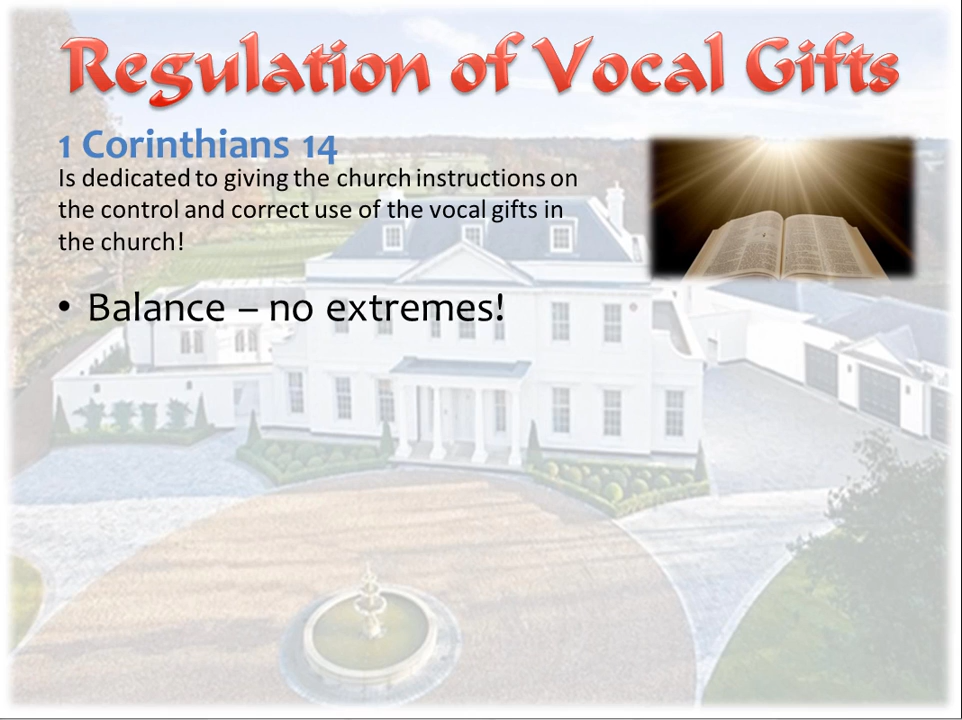 Regulation of Vocal Gifts
1 Corinthians 14
Is dedicated to giving the church instructions on
the control and correct use of the vocal gifts in
the church!
• Balance – no extremes!